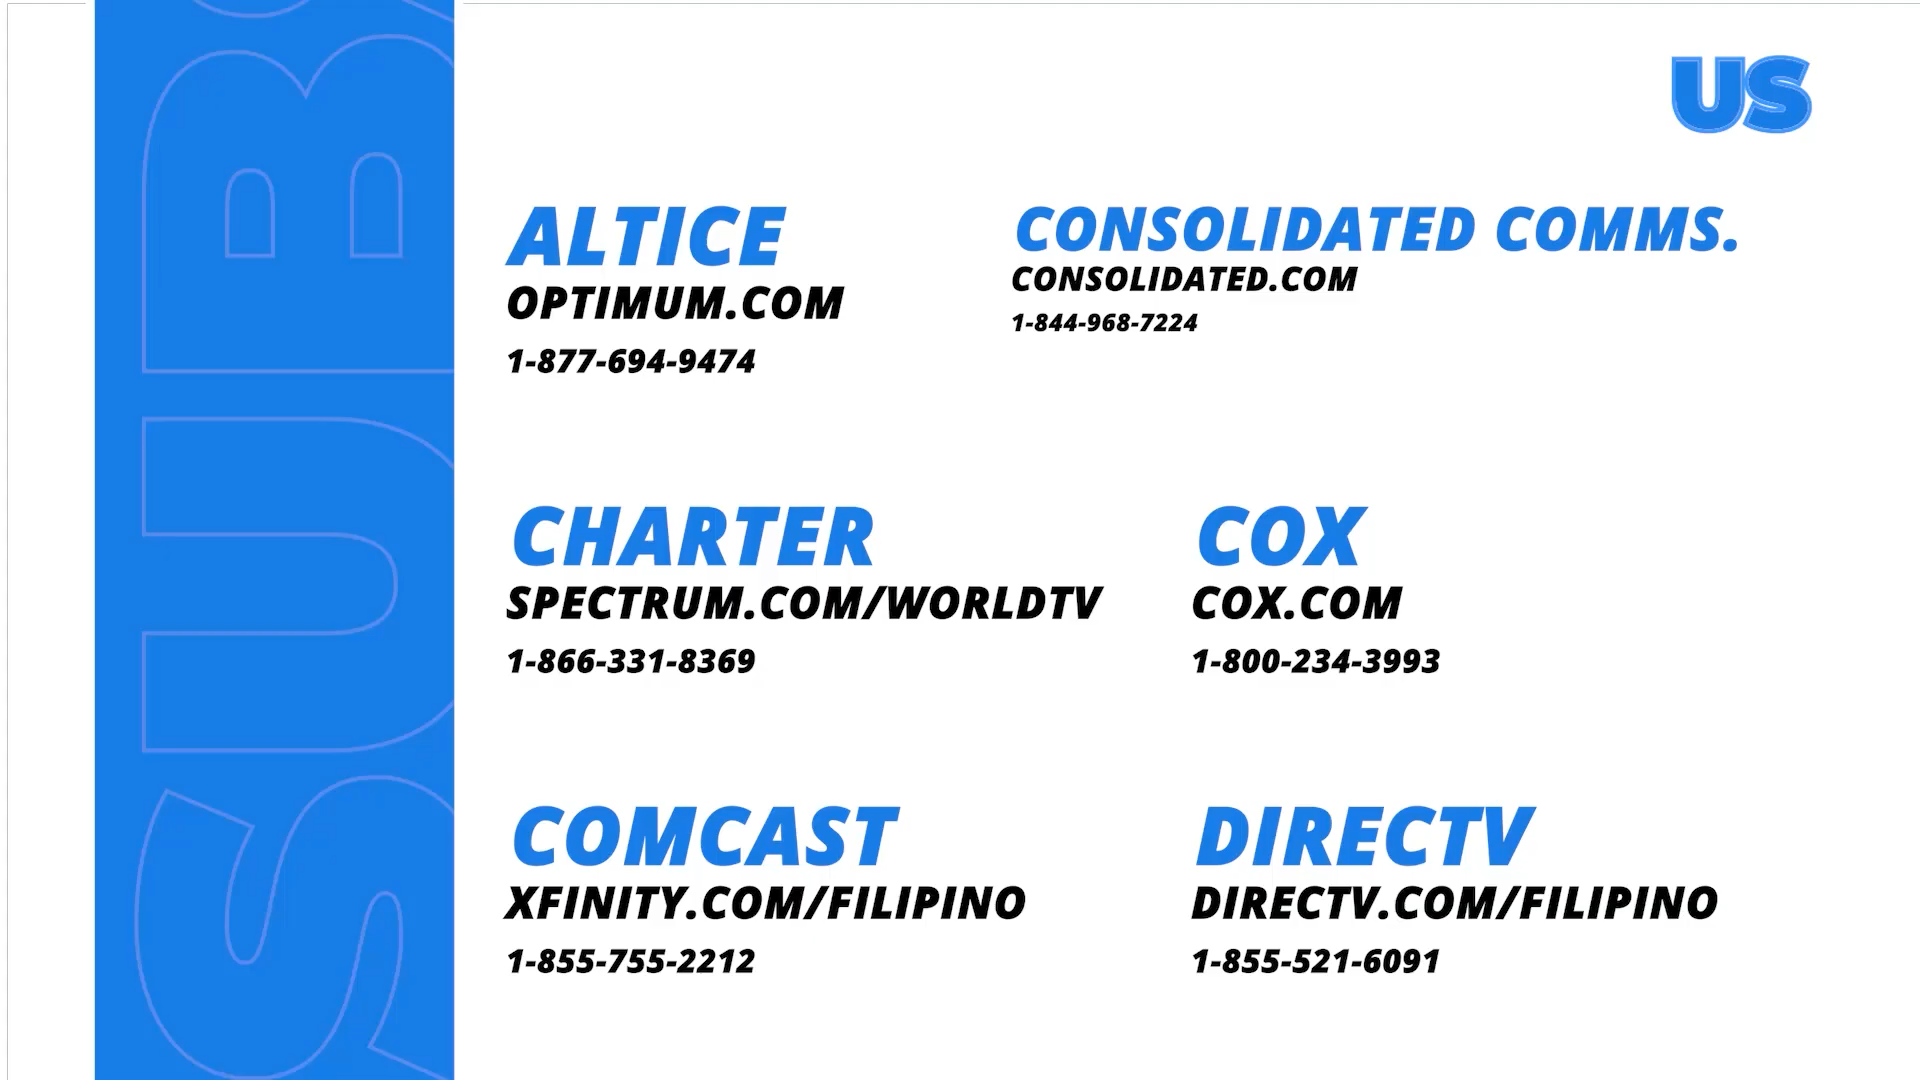 SUB
US
ALTICE
OPTIMUM.COM
1-877-694-9474
CONSOLIDATED COMMS.
CONSOLIDATED.COM
1-844-968-7224
CHARTER
SPECTRUM.COM/WORLDTV
1-866-331-8369
COX
COX.COM
1-800-234-3993
COMCAST
XFINITY.COM/FILIPINO
1-855-755-2212
DIRECTV
DIRECTV.COM/FILIPINO
1-855-521-6091